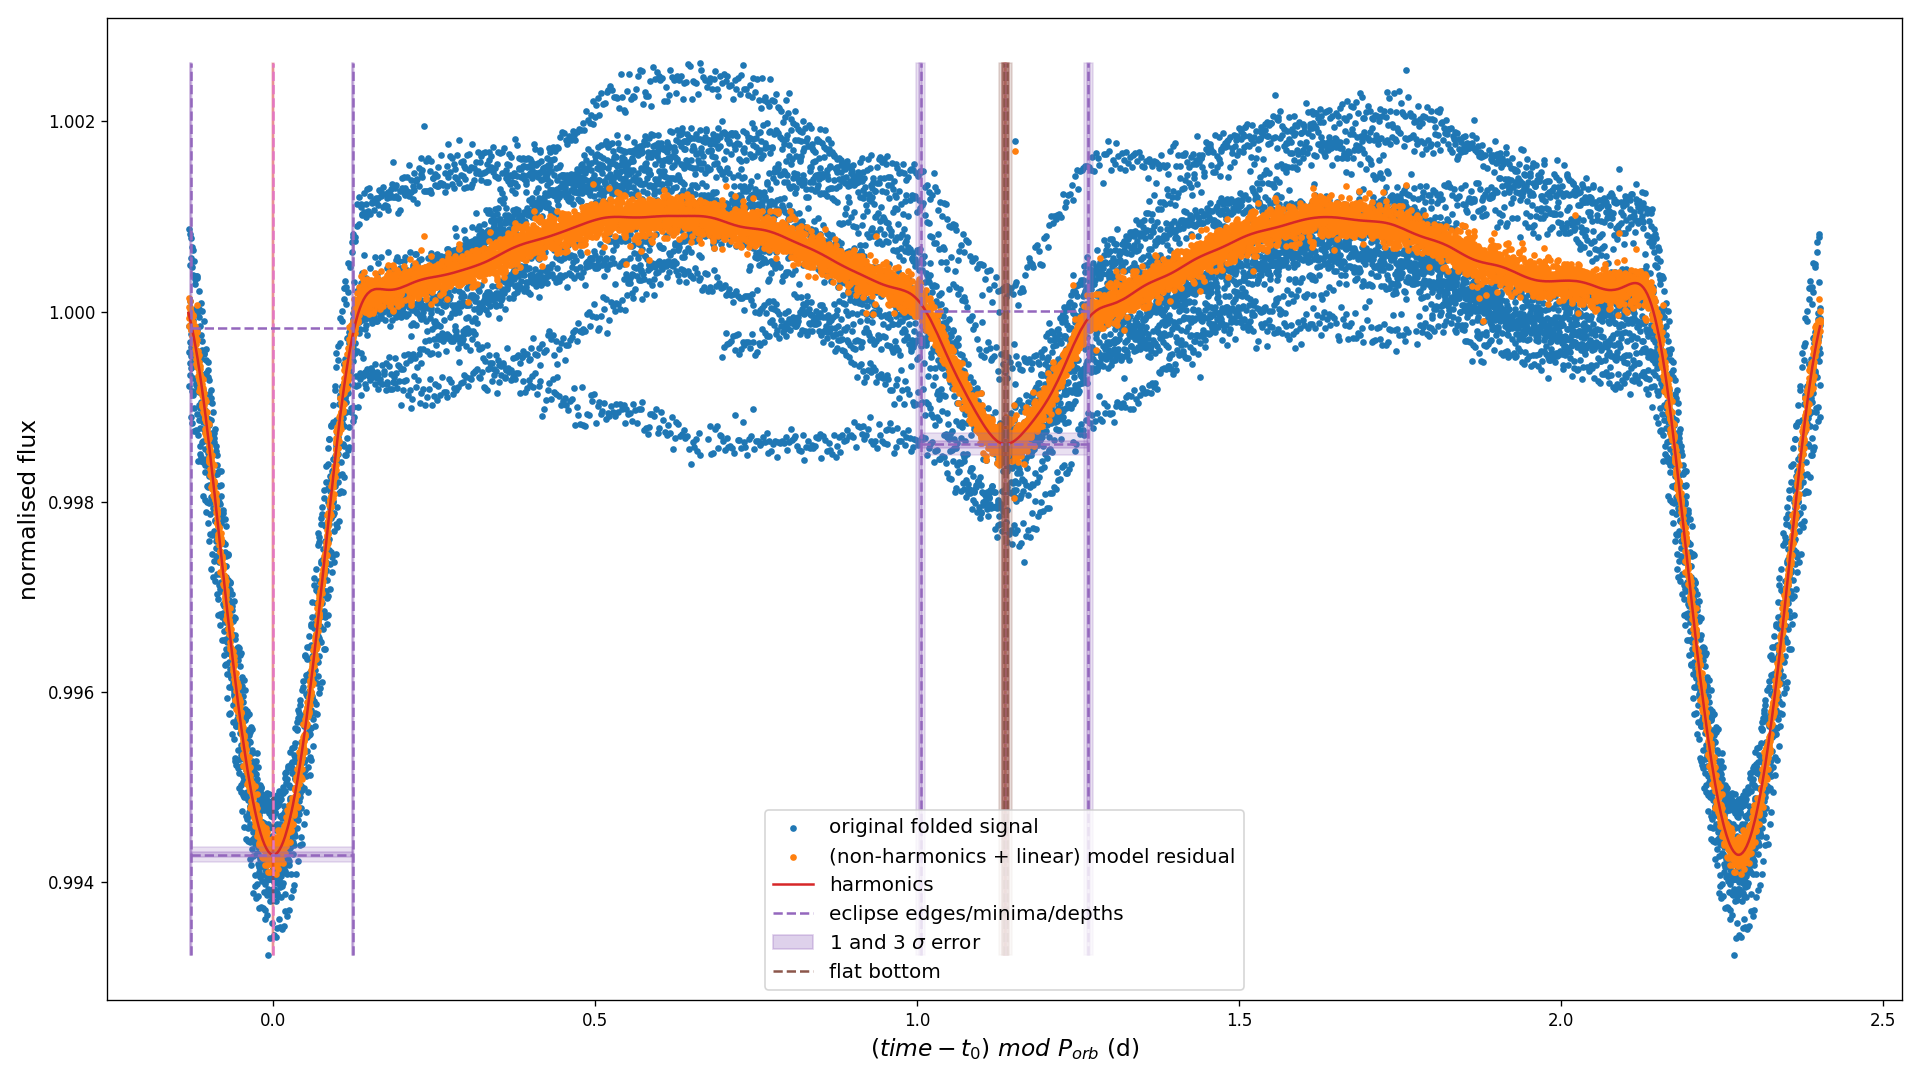 normalised flux
1.002
1.000
0.998
0.996
0.994
original folded signal
(non-harmonics + linear) model residual
harmonics
eclipse edges/minima/depths
1 and 3 σ error
flat bottom
0.0 0.5 1.0 1.5 2.0 2.5
(time − t₀) mod Pₒᵣb (d)